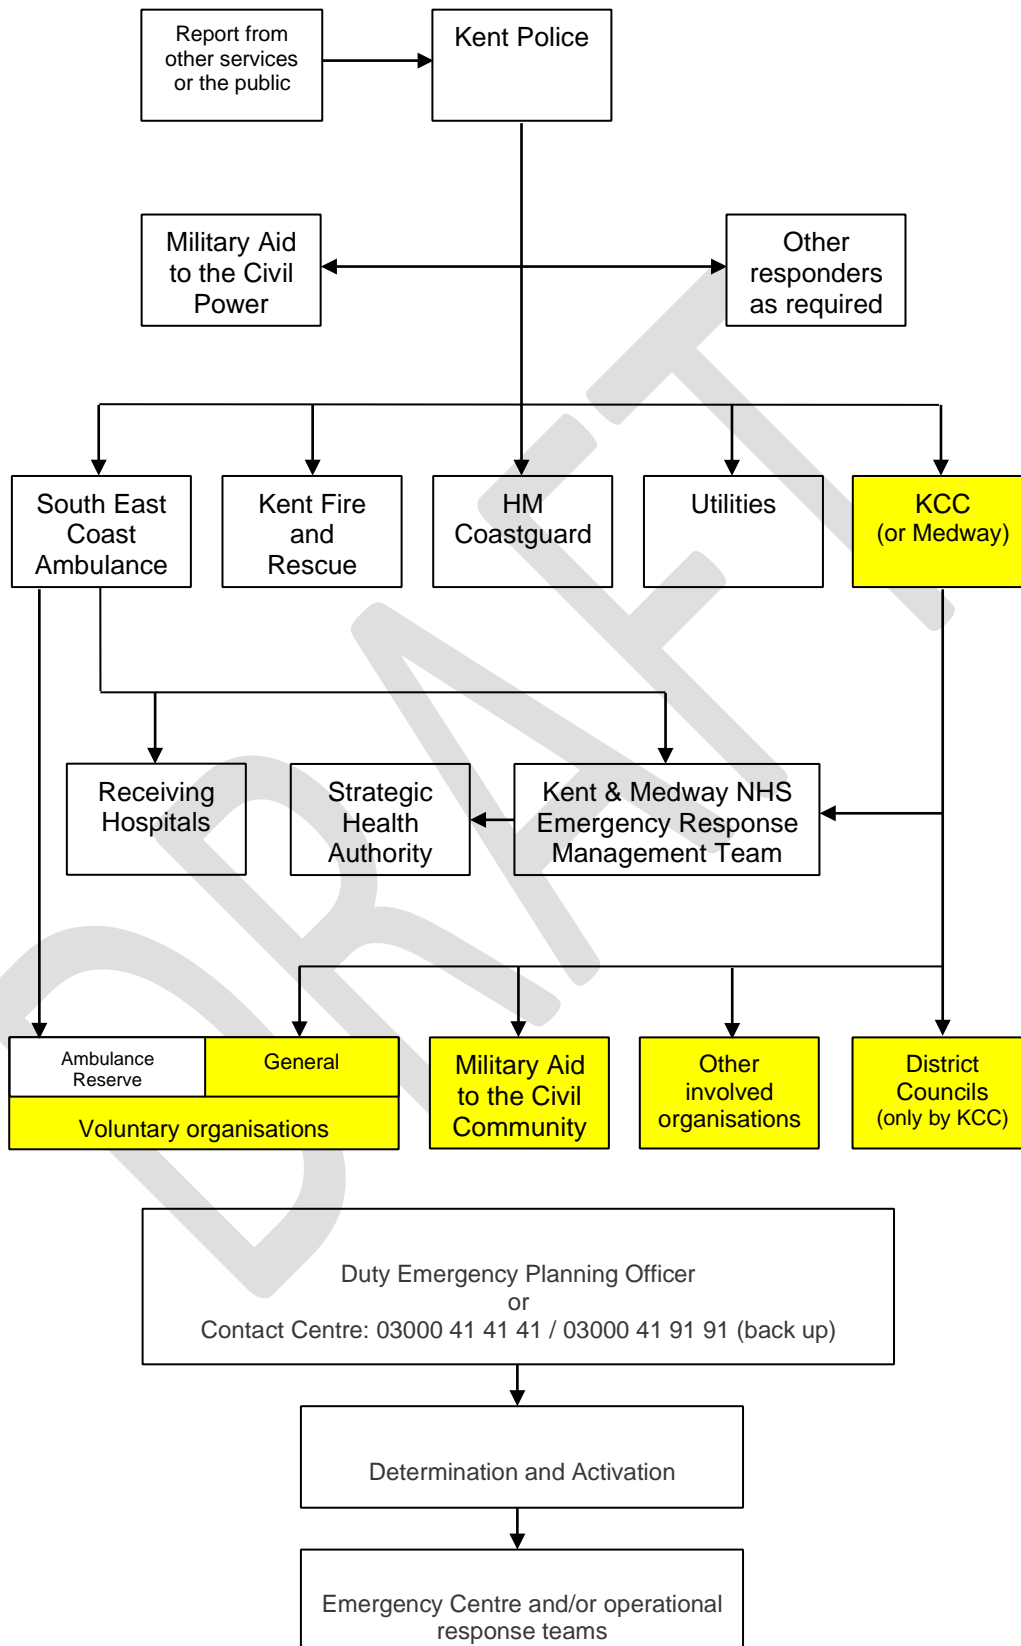 Report from
other services
or the public
Kent Police
Military Aid
to the Civil
Power
Other
responders
as required
South East
Coast
Ambulance
Kent Fire
and
Rescue
HM
Coastguard
Utilities
KCC
(or Medway)
Receiving
Hospitals
Strategic
Health
Authority
Kent & Medway NHS
Emergency Response
Management Team
Ambulance
Reserve
General
Voluntary organisations
Military Aid
to the Civil
Community
Other
involved
organisations
District
Councils
(only by KCC)
Duty Emergency Planning Officer
or
Contact Centre: 03000 41 41 41 / 03000 41 91 91 (back up)
Determination and Activation
Emergency Centre and/or operational
response teams
DRAFT